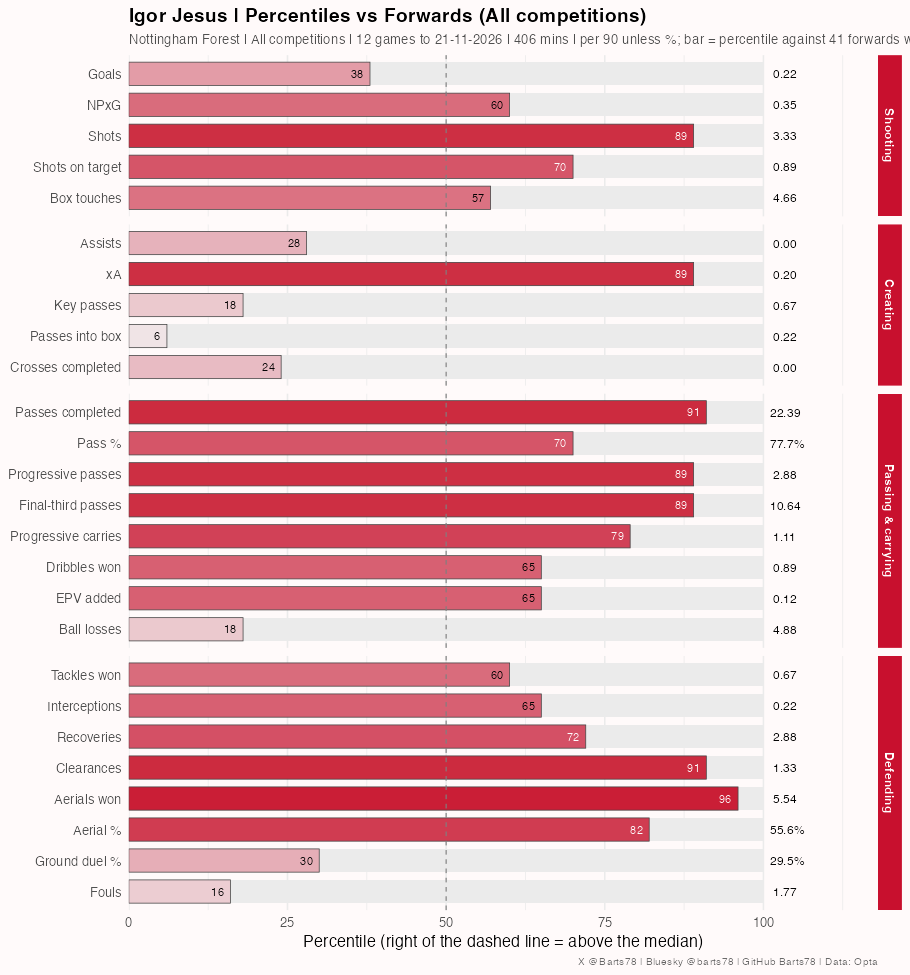 Igor Jesus | Percentiles vs Forwards (All competitions)
Nottingham Forest | All competitions | 12 games to 21-11-2026 | 406 mins | per 90 unless %; bar = percentile against 41 forwards w
Goals 38 0.22
NPxG 60 0.35
Shots 89 3.33
Shots on target 70 0.89
Box touches 57 4.66
Shooting
Assists 28 0.00
xA 89 0.20
Key passes 18 0.67
Passes into box 6 0.22
Crosses completed 24 0.00
Creating
Passes completed 91 22.39
Pass % 70 77.7%
Progressive passes 89 2.88
Final-third passes 89 10.64
Progressive carries 79 1.11
Dribbles won 65 0.89
EPV added 65 0.12
Ball losses 18 4.88
Passing & carrying
Tackles won 60 0.67
Interceptions 65 0.22
Recoveries 72 2.88
Clearances 91 1.33
Aerials won 96 5.54
Aerial % 82 55.6%
Ground duel % 30 29.5%
Fouls 16 1.77
Defending
0 25 50 75 100
Percentile (right of the dashed line = above the median)
X @Barts78 | Bluesky @barts78 | GitHub Barts78 | Data: Opta